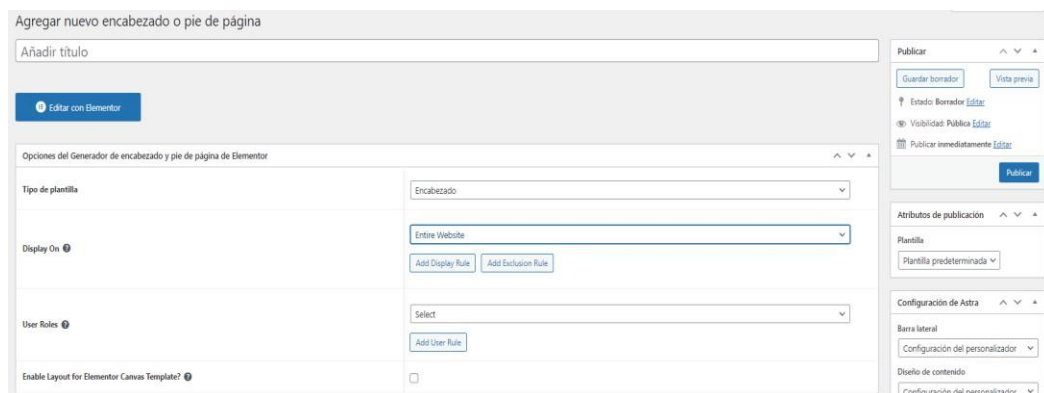 Agregar nuevo encabezado o pie de página
Añadir título
Editar con Elementor
Opciones del Generador de encabezado y pie de página de Elementor
Tipo de plantilla
Encabezado
Display On
Entire Website
Add Display Rule
Add Exclusion Rule
User Roles
Select
Add User Rule
Enable Layout for Elementor Canvas Template?
Publicar
Guardar borrador
Vista previa
Estado: Borrador Editar
Visibilidad: Pública Editar
Publicar inmediatamente Editar
Publicar
Atributos de publicación
Plantilla
Plantilla predeterminada
Configuración de Astra
Barra lateral
Configuración del personalizador
Diseño de contenido
Configuración del personalizador